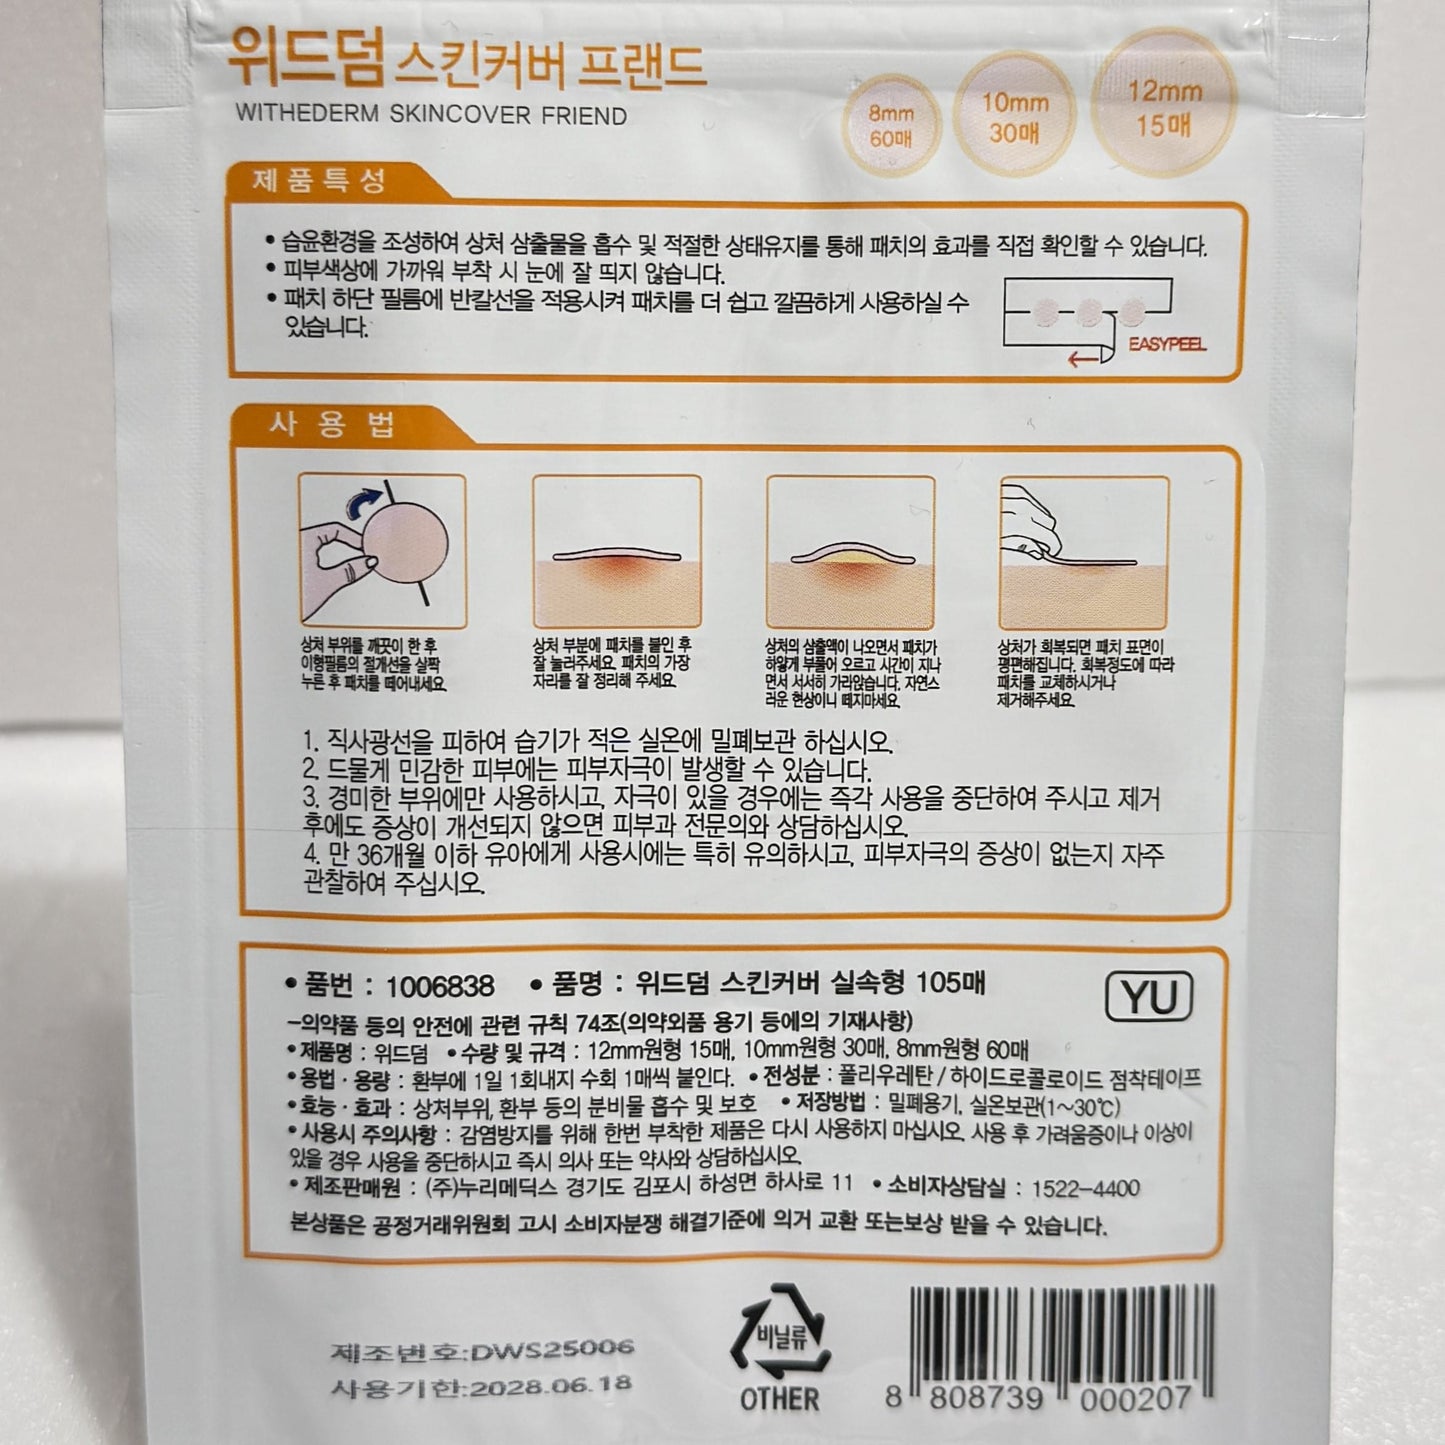 위드덤 스킨커버 프랜드
WITHEDERM SKINCOVER FRIEND
8mm
60매
10mm
30매
12mm
15매
제품특성
• 습윤환경을 조성하여 상처 삼출물을 흡수 및 적절한 상태유지를 통해 패치의 효과를 직접 확인할 수 있습니다.
• 피부색상에 가까워 부착 시 눈에 잘 띄지 않습니다.
• 패치 하단 필름에 반칼선을 적용시켜 패치를 더 쉽고 깔끔하게 사용하실 수
있습니다.
EASYPEEL
사용법
상처 부위를 깨끗이 한 후
이형필름의 절개선을 살짝
누른 후 패치를 떼어내세요.
상처 부분에 패치를 붙인 후
잘 눌러주세요. 패치의 가장
자리를 잘 정리해 주세요.
상처의 삼출액이 나오면서 패치가
하얗게 부풀어 오르고 시간이 지나
면서 서서히 가라앉습니다. 자연스
러운 현상이니 떼지마세요.
상처가 회복되면 패치 표면이
평편해집니다. 회복정도에 따라
패치를 교체하시거나
제거해주세요.
1. 직사광선을 피하여 습기가 적은 실온에 밀폐보관 하십시오.
2. 드물게 민감한 피부에는 피부자극이 발생할 수 있습니다.
3. 경미한 부위에만 사용하시고, 자극이 있을 경우에는 즉각 사용을 중단하여 주시고 제거
후에도 증상이 개선되지 않으면 피부과 전문의와 상담하십시오.
4. 만 36개월 이하 유아에게 사용시에는 특히 유의하시고, 피부자극의 증상이 없는지 자주
관찰하여 주십시오.
• 품번 : 1006838 • 품명 : 위드덤 스킨커버 실속형 105매
YU
-의약품 등의 안전에 관련 규칙 74조(의약외품 용기 등에의 기재사항)
• 제품명 : 위드덤 • 수량 및 규격 : 12mm원형 15매, 10mm원형 30매, 8mm원형 60매
• 용법 · 용량 : 환부에 1일 1회내지 수회 1매씩 붙인다. • 전성분 : 폴리우레탄 / 하이드로콜로이드 점착테이프
• 효능 · 효과 : 상처부위, 환부 등의 분비물 흡수 및 보호 • 저장방법 : 밀폐용기, 실온보관(1~30℃)
• 사용시 주의사항 : 감염방지를 위해 한번 부착한 제품은 다시 사용하지 마십시오. 사용 후 가려움증이나 이상이
있을 경우 사용을 중단하시고 즉시 의사 또는 약사와 상담하십시오.
• 제조판매원 : (주)누리메딕스 경기도 김포시 하성면 하사로 11 • 소비자상담실 : 1522-4400
본상품은 공정거래위원회 고시 소비자분쟁 해결기준에 의거 교환 또는보상 받을 수 있습니다.
제조번호:DWS25006
사용기한:2028.06.18
비닐류
OTHER
8 808739 000207